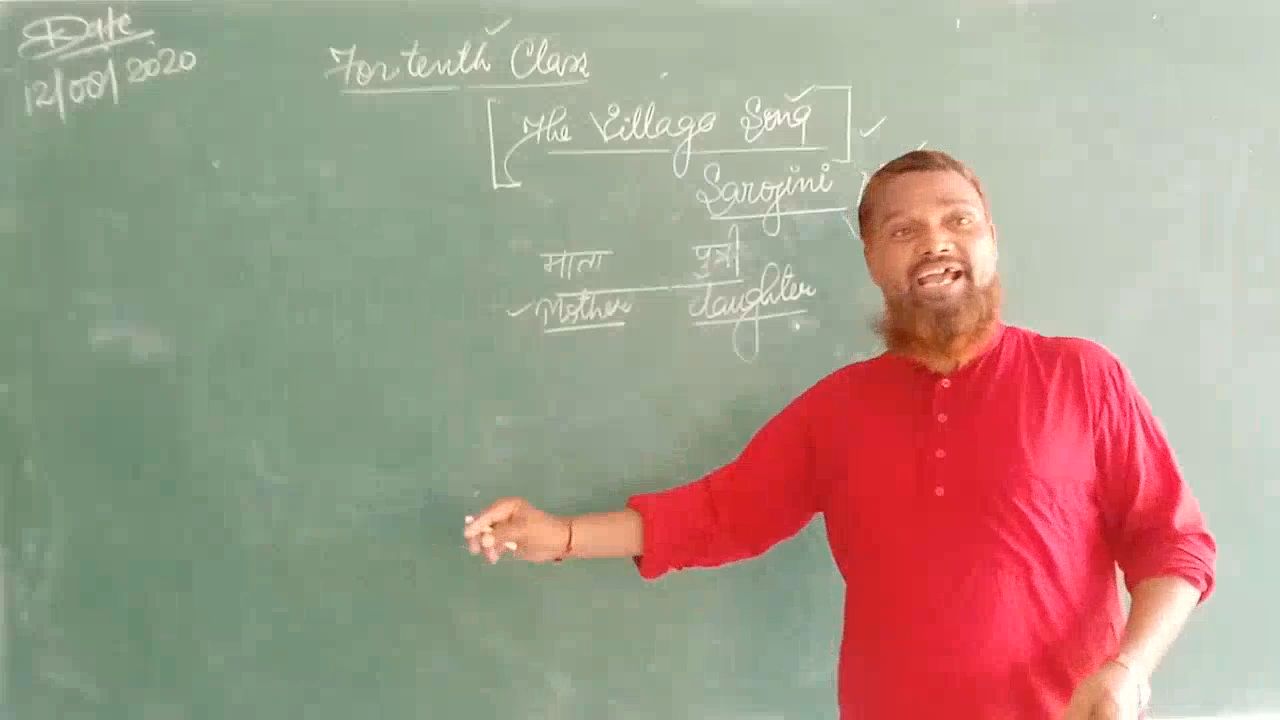 Date
12/08/2020
For tenth Class
The Village Song
Sarojini
माता पुत्री
Mother daughter